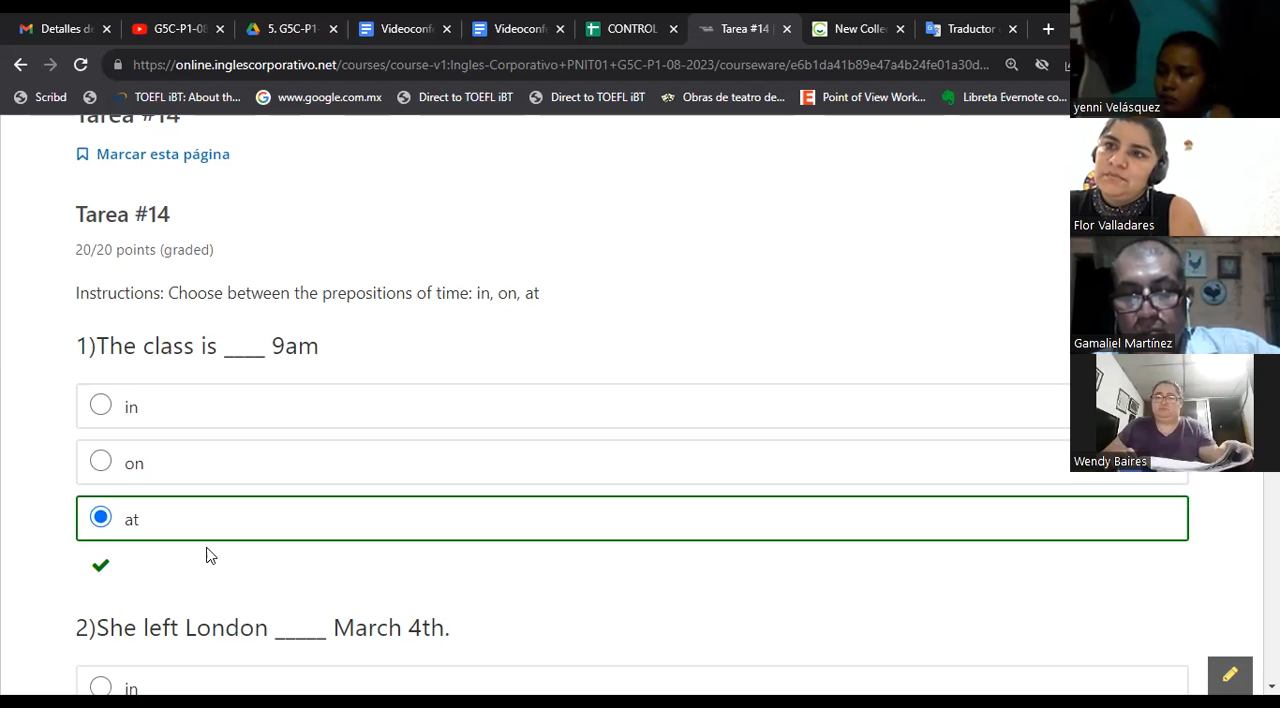 Detalles de
G5C-P1-08
5. G5C-P1-
Videoconf
Videoconf
CONTROL
Tarea #14
New Colle
Traductor
https://online.inglescorporativo.net/courses/course-v1:Ingles-Corporativo+PNIT01+G5C-P1-08-2023/courseware/e6b1da41b89e47a4b24fe01a30d...
Scribd
TOEFL iBT: About th...
www.google.com.mx
Direct to TOEFL iBT
Direct to TOEFL iBT
Obras de teatro de...
Point of View Work...
Libreta Evernote co...
Tarea #14
Marcar esta página
Tarea #14
20/20 points (graded)
Instructions: Choose between the prepositions of time: in, on, at
1)The class is ____ 9am
in
on
at
2)She left London _____ March 4th.
in
yenni Velásquez
Flor Valladares
Gamaliel Martínez
Wendy Baires